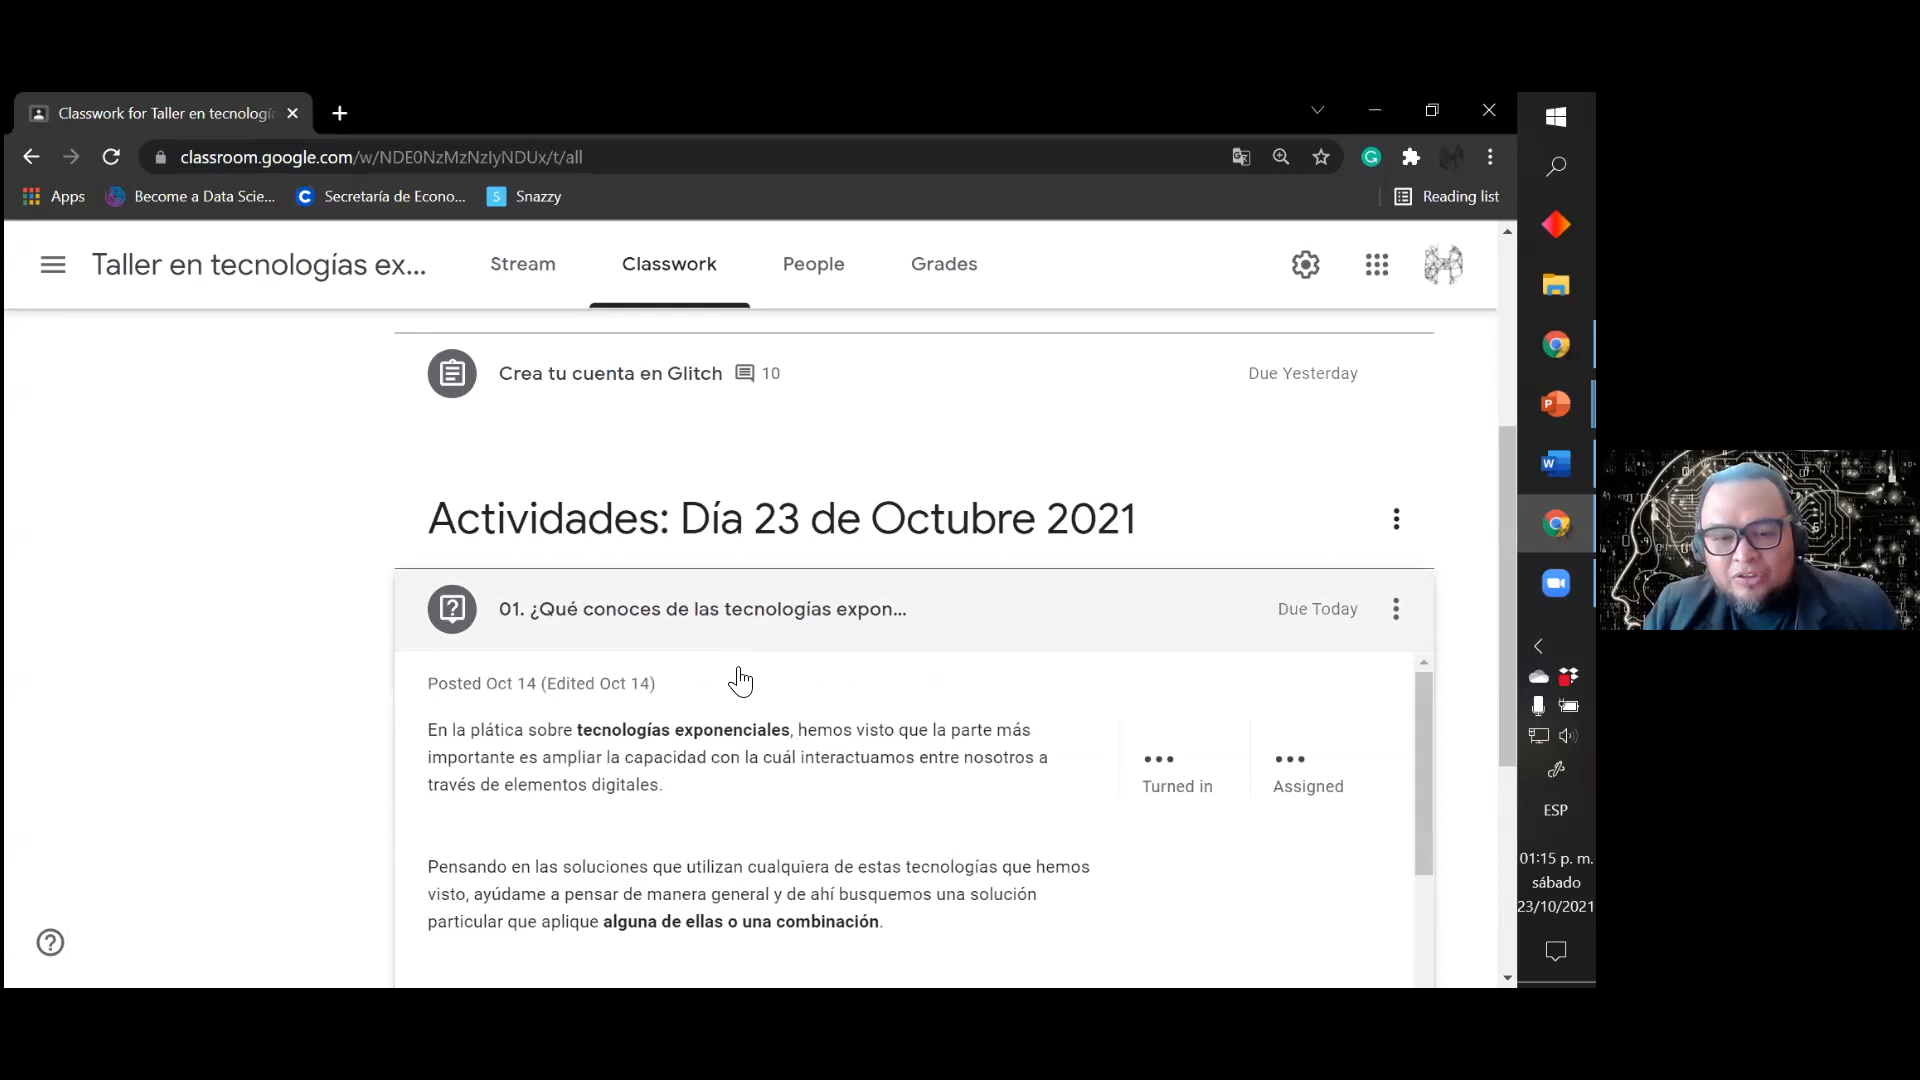 Classwork for Taller en tecnologí
classroom.google.com/w/NDE0NzMzNzIyNDUx/t/all
Apps
Become a Data Scie...
Secretaría de Econo...
Snazzy
Reading list
Taller en tecnologías ex...
Stream
Classwork
People
Grades
Crea tu cuenta en Glitch
10
Due Yesterday
Actividades: Día 23 de Octubre 2021
01. ¿Qué conoces de las tecnologías expon...
Due Today
Posted Oct 14 (Edited Oct 14)
En la plática sobre tecnologías exponenciales, hemos visto que la parte más
importante es ampliar la capacidad con la cuál interactuamos entre nosotros a
través de elementos digitales.
Turned in
Assigned
Pensando en las soluciones que utilizan cualquiera de estas tecnologías que hemos
visto, ayúdame a pensar de manera general y de ahí busquemos una solución
particular que aplique alguna de ellas o una combinación.
ESP
01:15 p. m.
sábado
23/10/2021